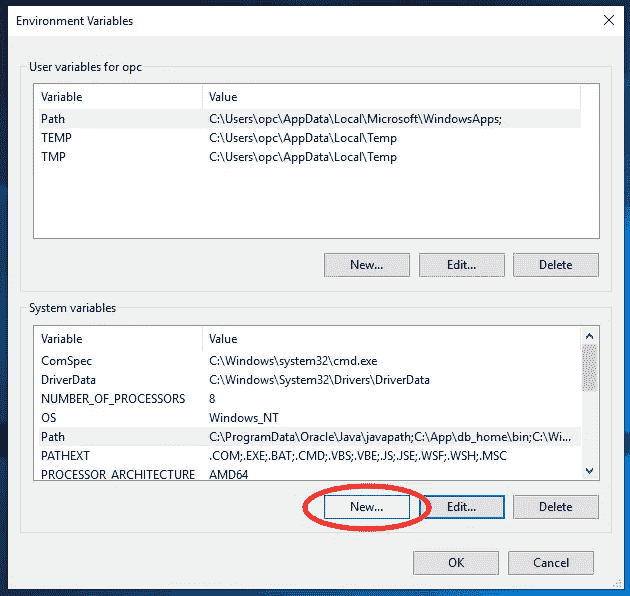 Environment Variables
User variables for opc
Variable Value
Path C:\Users\opc\AppData\Local\Microsoft\WindowsApps;
TEMP C:\Users\opc\AppData\Local\Temp
TMP C:\Users\opc\AppData\Local\Temp
New... Edit... Delete
System variables
Variable Value
ComSpec C:\Windows\system32\cmd.exe
DriverData C:\Windows\System32\Drivers\DriverData
NUMBER_OF_PROCESSORS 8
OS Windows_NT
Path C:\ProgramData\Oracle\Java\javapath;C:\App\db_home\bin;C:\Wi...
PATHEXT .COM;.EXE;.BAT;.CMD;.VBS;.VBE;.JS;.JSE;.WSF;.WSH;.MSC
PROCESSOR_ARCHITECTURE AMD64
New... Edit... Delete
OK Cancel